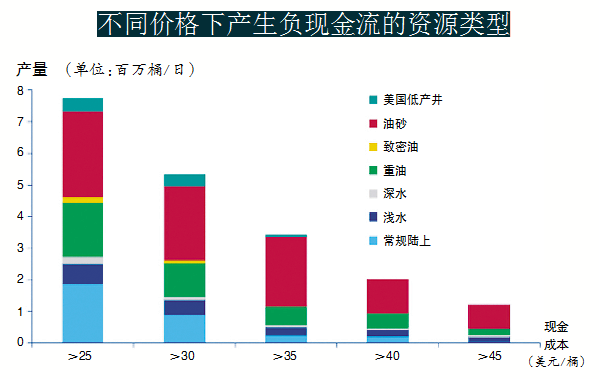 不同价格下产生负现金流的资源类型
产量 (单位:百万桶/日)
8
7
6
5
4
3
2
1
0
美国低产井
油砂
致密油
重油
深水
浅水
常规陆上
>25 >30 >35 >40 >45
现金
成本
(美元/桶)